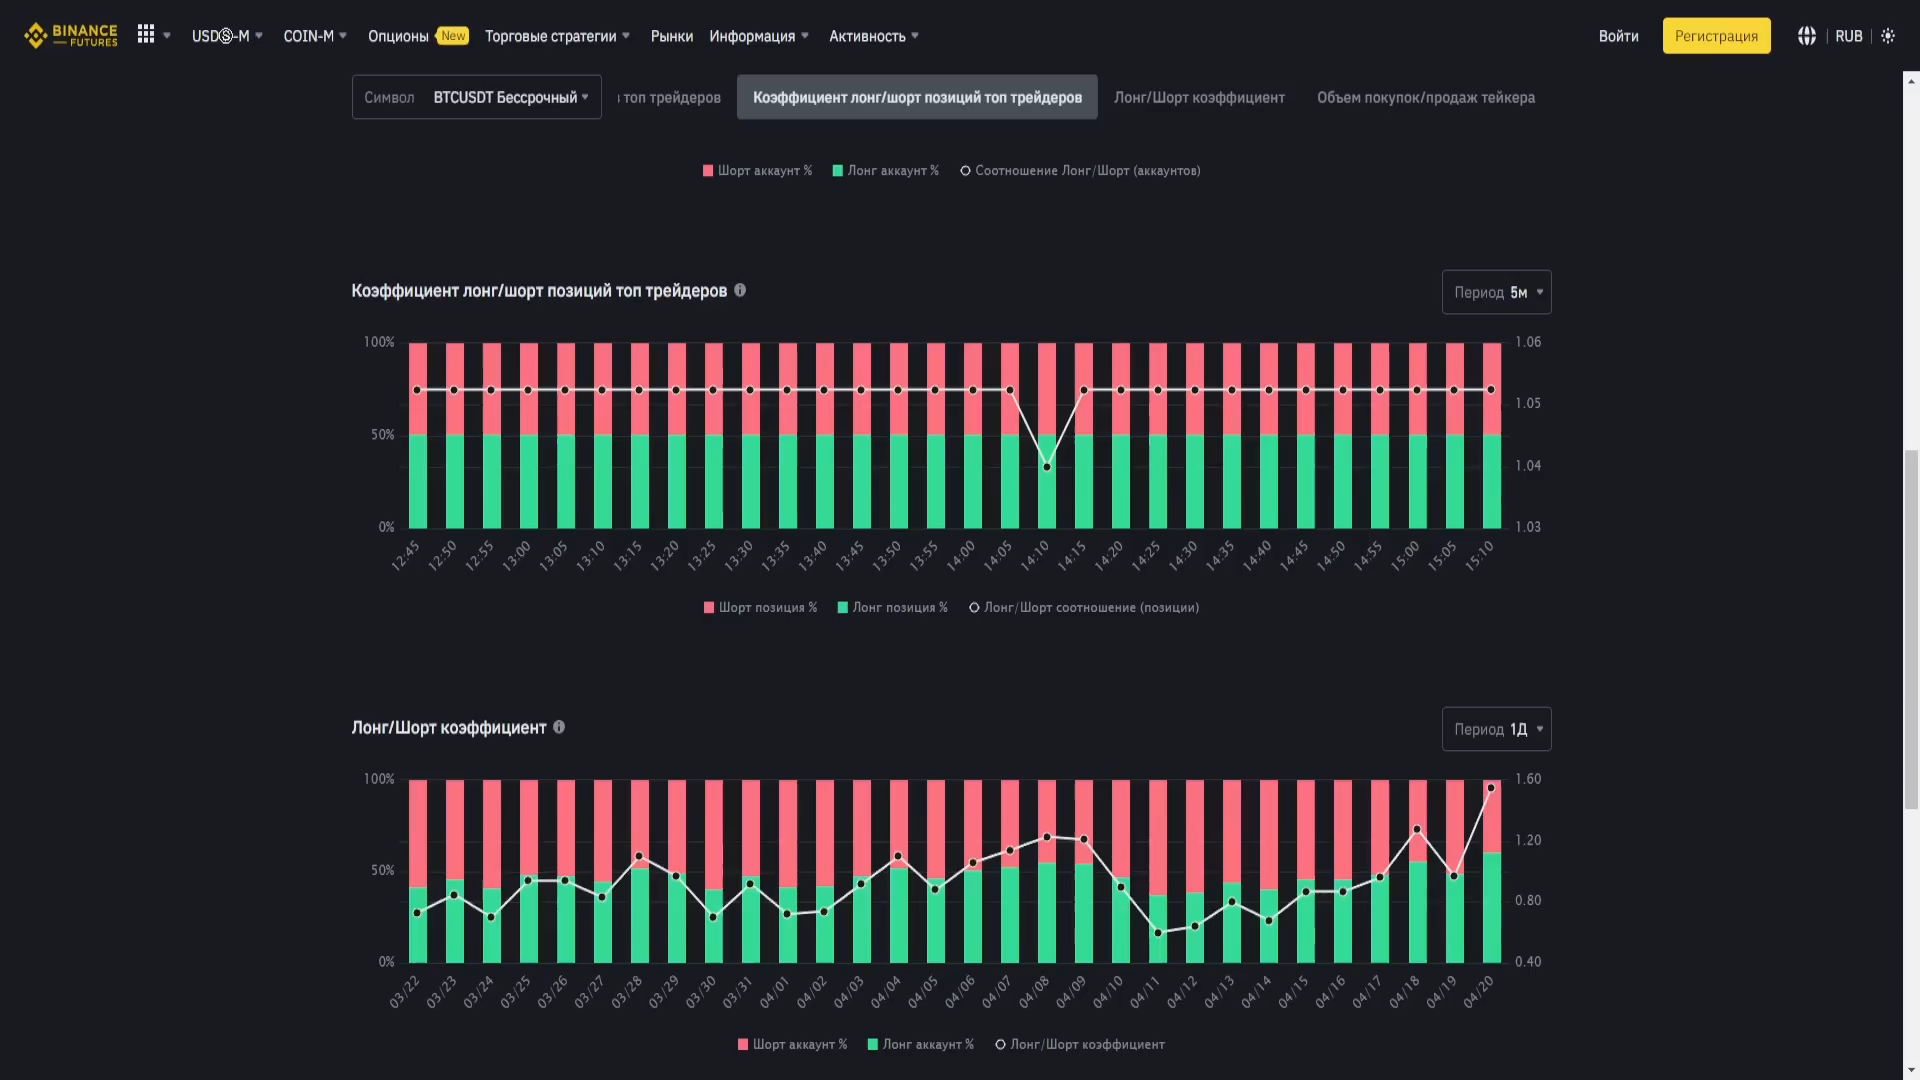 BINANCE FUTURES USDⓈ-M COIN-M Опционы New Торговые стратегии Рынки Информация Активность Войти Регистрация RUB
Символ BTCUSDT Бессрочный топ трейдеров Коэффициент лонг/шорт позиций топ трейдеров Лонг/Шорт коэффициент Объем покупок/продаж тейкера
Шорт аккаунт % Лонг аккаунт % Соотношение Лонг/Шорт (аккаунтов)
Коэффициент лонг/шорт позиций топ трейдеров Период 5м
100% 1.06
1.05
50%
1.04
0% 1.03
12:45 12:50 12:55 13:00 13:05 13:10 13:15 13:20 13:25 13:30 13:35 13:40 13:45 13:50 13:55 14:00 14:05 14:10 14:15 14:20 14:25 14:30 14:35 14:40 14:45 14:50 14:55 15:00 15:05 15:10
Шорт позиция % Лонг позиция % Лонг/Шорт соотношение (позиции)
Лонг/Шорт коэффициент Период 1Д
100% 1.60
1.20
50%
0.80
0% 0.40
03/22 03/23 03/24 03/25 03/26 03/27 03/28 03/29 03/30 03/31 04/01 04/02 04/03 04/04 04/05 04/06 04/07 04/08 04/09 04/10 04/11 04/12 04/13 04/14 04/15 04/16 04/17 04/18 04/19 04/20
Шорт аккаунт % Лонг аккаунт % Лонг/Шорт коэффициент